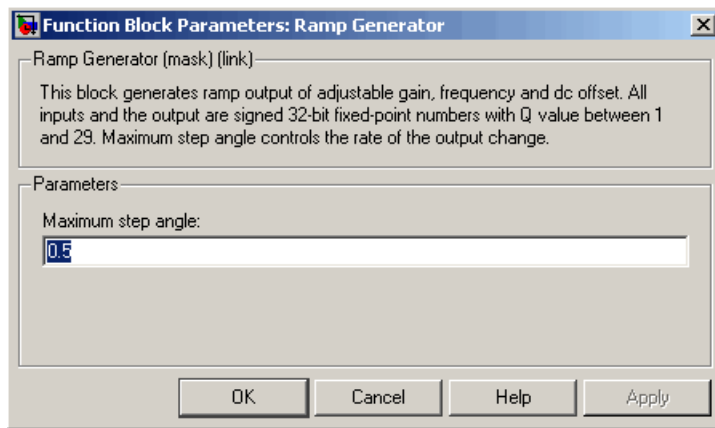 Function Block Parameters: Ramp Generator
Ramp Generator (mask) (link)
This block generates ramp output of adjustable gain, frequency and dc offset. All
inputs and the output are signed 32-bit fixed-point numbers with Q value between 1
and 29. Maximum step angle controls the rate of the output change.
Parameters
Maximum step angle:
0.5
OK Cancel Help Apply